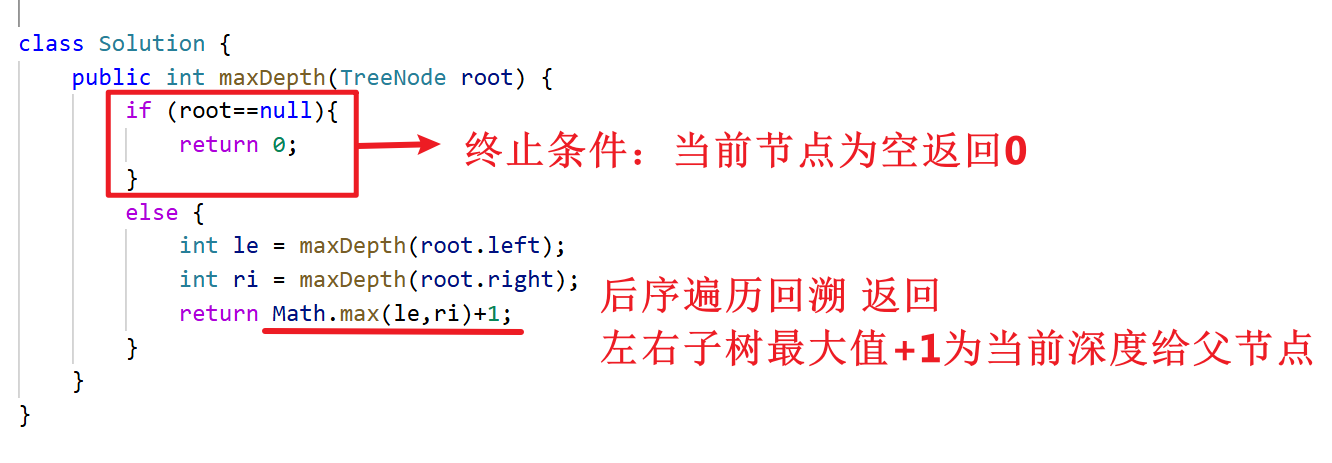 class Solution {
public int maxDepth(TreeNode root) {
if (root==null){
return 0;
}
终止条件：当前节点为空返回0
else {
int le = maxDepth(root.left);
int ri = maxDepth(root.right);
return Math.max(le,ri)+1;
}
后序遍历回溯 返回
左右子树最大值+1为当前深度给父节点
}
}